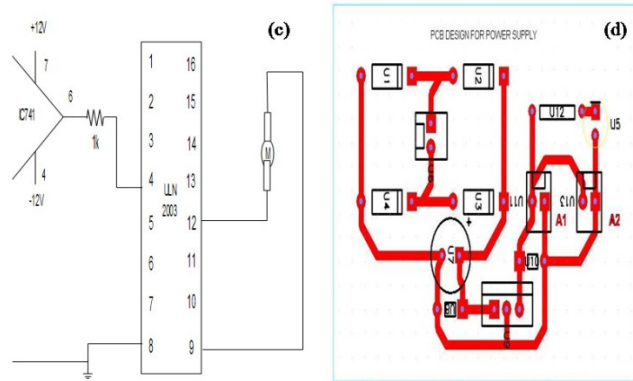 (c)
+12V
7
IC741
6
1k
4
-12V
1 16
2 15
3 14
4 13
ULN
2003
5 12
6 11
7 10
8 9
M
(d)
PCB DESIGN FOR POWER SUPPLY
U1 U2
U12
U5
U4 U3
+
U11 A1 U13 A2
U7